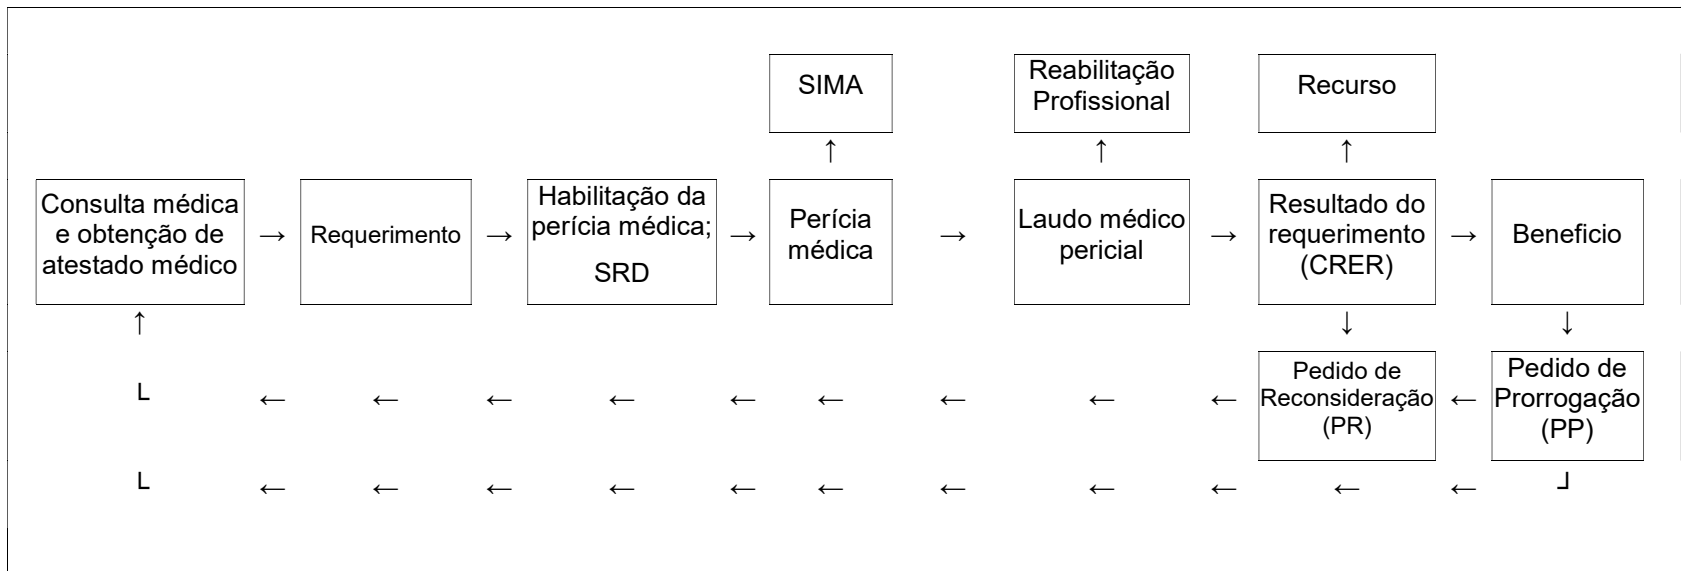 SIMA
Reabilitação
Profissional
Recurso
↑ ↑ ↑
Consulta médica
e obtenção de
atestado médico
→
Requerimento
→
Habilitação da
perícia médica;
SRD
→
Perícia
médica
→
Laudo médico
pericial
→
Resultado do
requerimento
(CRER)
→
Beneficio
↑ ↓ ↓
└ ← ← ← ← ← ← ← ← ←
Pedido de
Reconsideração
(PR)
←
Pedido de
Prorrogação
(PP)
└ ← ← ← ← ← ← ← ← ← ← ← ┘